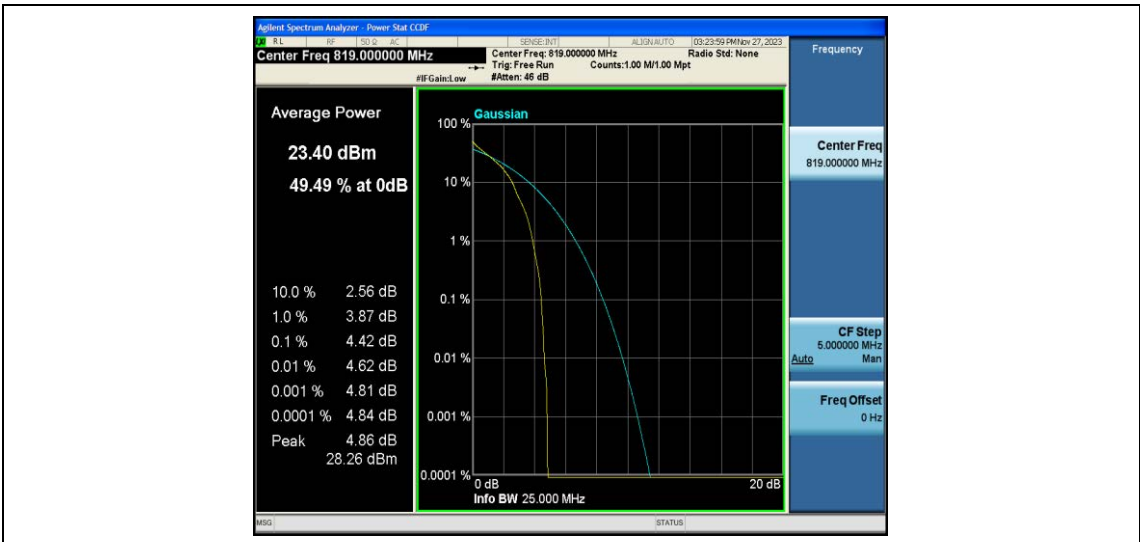 Agilent Spectrum Analyzer - Power Stat CCDF
RL RF 50 Ω AC SENSE:INT ALIGN AUTO 03:23:59 PM Nov 27, 2023
Center Freq 819.000000 MHz
Center Freq: 819.000000 MHz Radio Std: None
Trig: Free Run Counts:1.00 M/1.00 Mpt
#IFGain:Low #Atten: 46 dB
Frequency
Average Power
23.40 dBm
49.49 % at 0dB
10.0 % 2.56 dB
1.0 % 3.87 dB
0.1 % 4.42 dB
0.01 % 4.62 dB
0.001 % 4.81 dB
0.0001 % 4.84 dB
Peak 4.86 dB
28.26 dBm
Gaussian
100 %
10 %
1 %
0.1 %
0.01 %
0.001 %
0.0001 %
0 dB 20 dB
Info BW 25.000 MHz
Center Freq
819.000000 MHz
CF Step
5.000000 MHz
Auto Man
Freq Offset
0 Hz
MSG STATUS